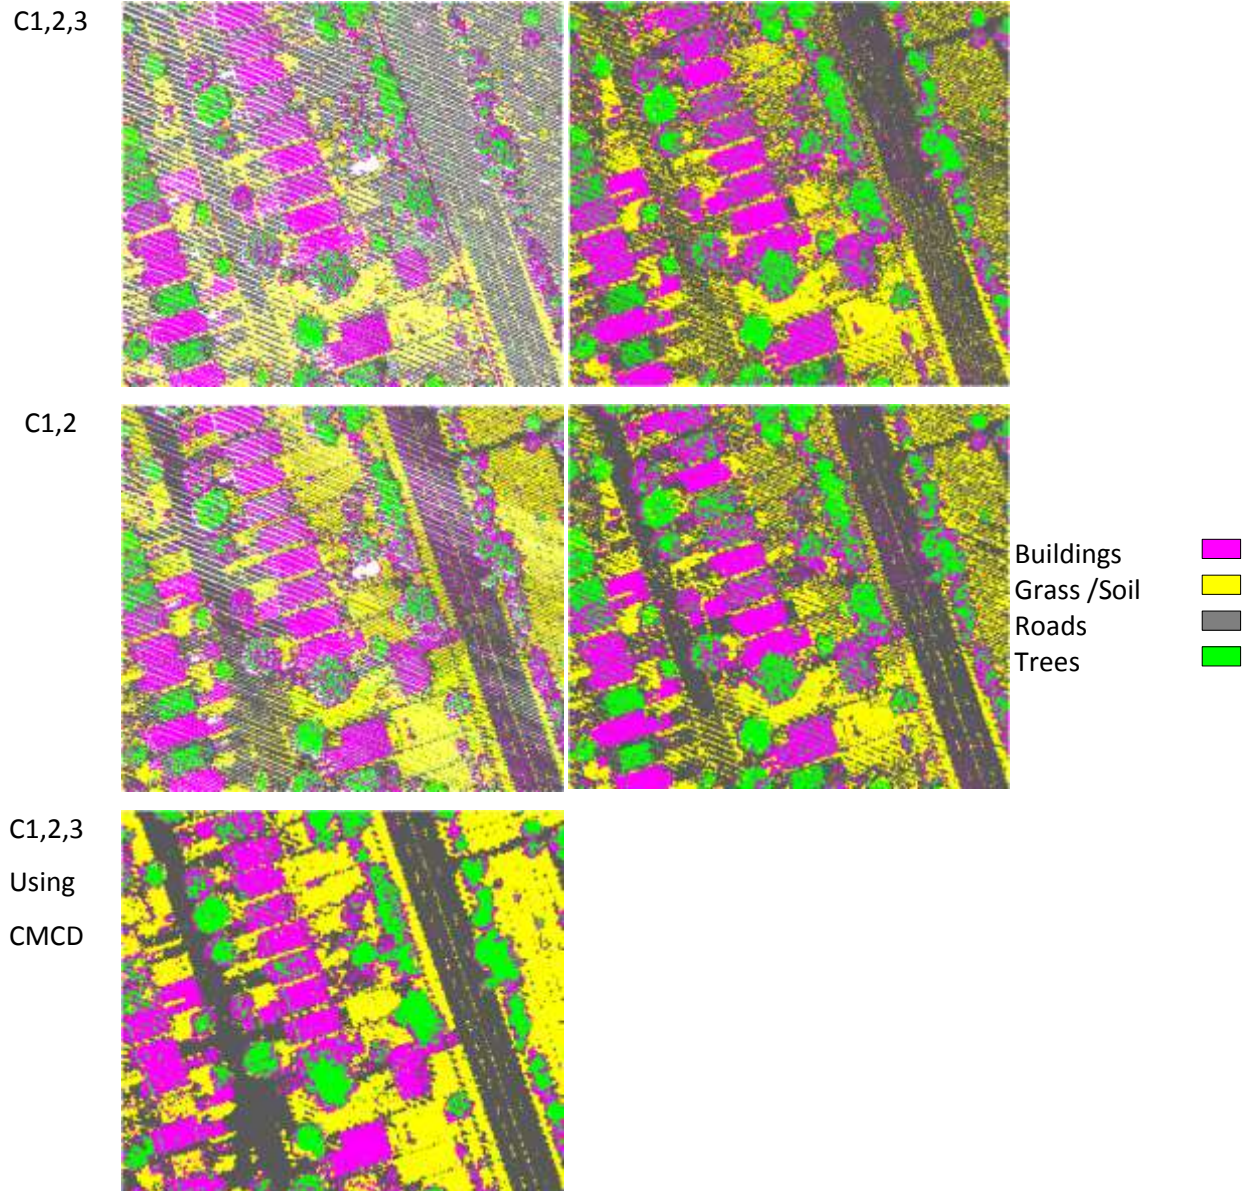 C1,2,3
C1,2
Buildings
Grass /Soil
Roads
Trees
C1,2,3
Using
CMCD